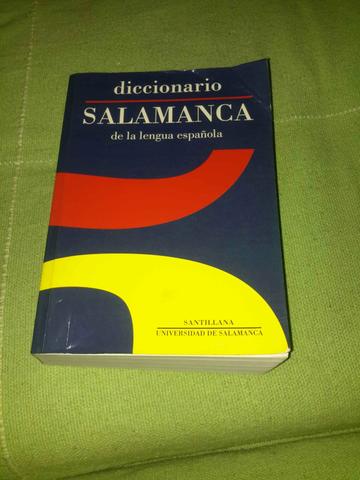 diccionario
SALAMANCA
de la lengua española
SANTILLANA
UNIVERSIDAD DE SALAMANCA